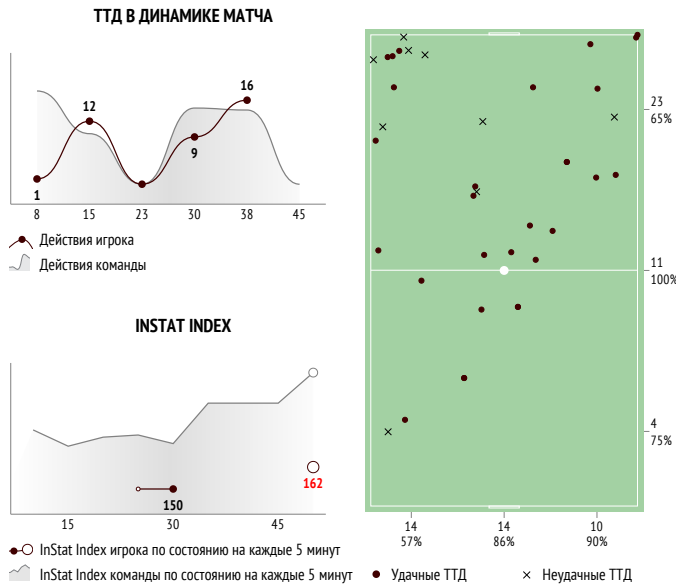 ТТД В ДИНАМИКЕ МАТЧА
12
16
1
9
8 15 23 30 38 45
Действия игрока
Действия команды
INSTAT INDEX
162
150
15 30 45
InStat Index игрока по состоянию на каждые 5 минут
InStat Index команды по состоянию на каждые 5 минут
23
65%
11
100%
4
75%
14 14 10
57% 86% 90%
Удачные ТТД
Неудачные ТТД